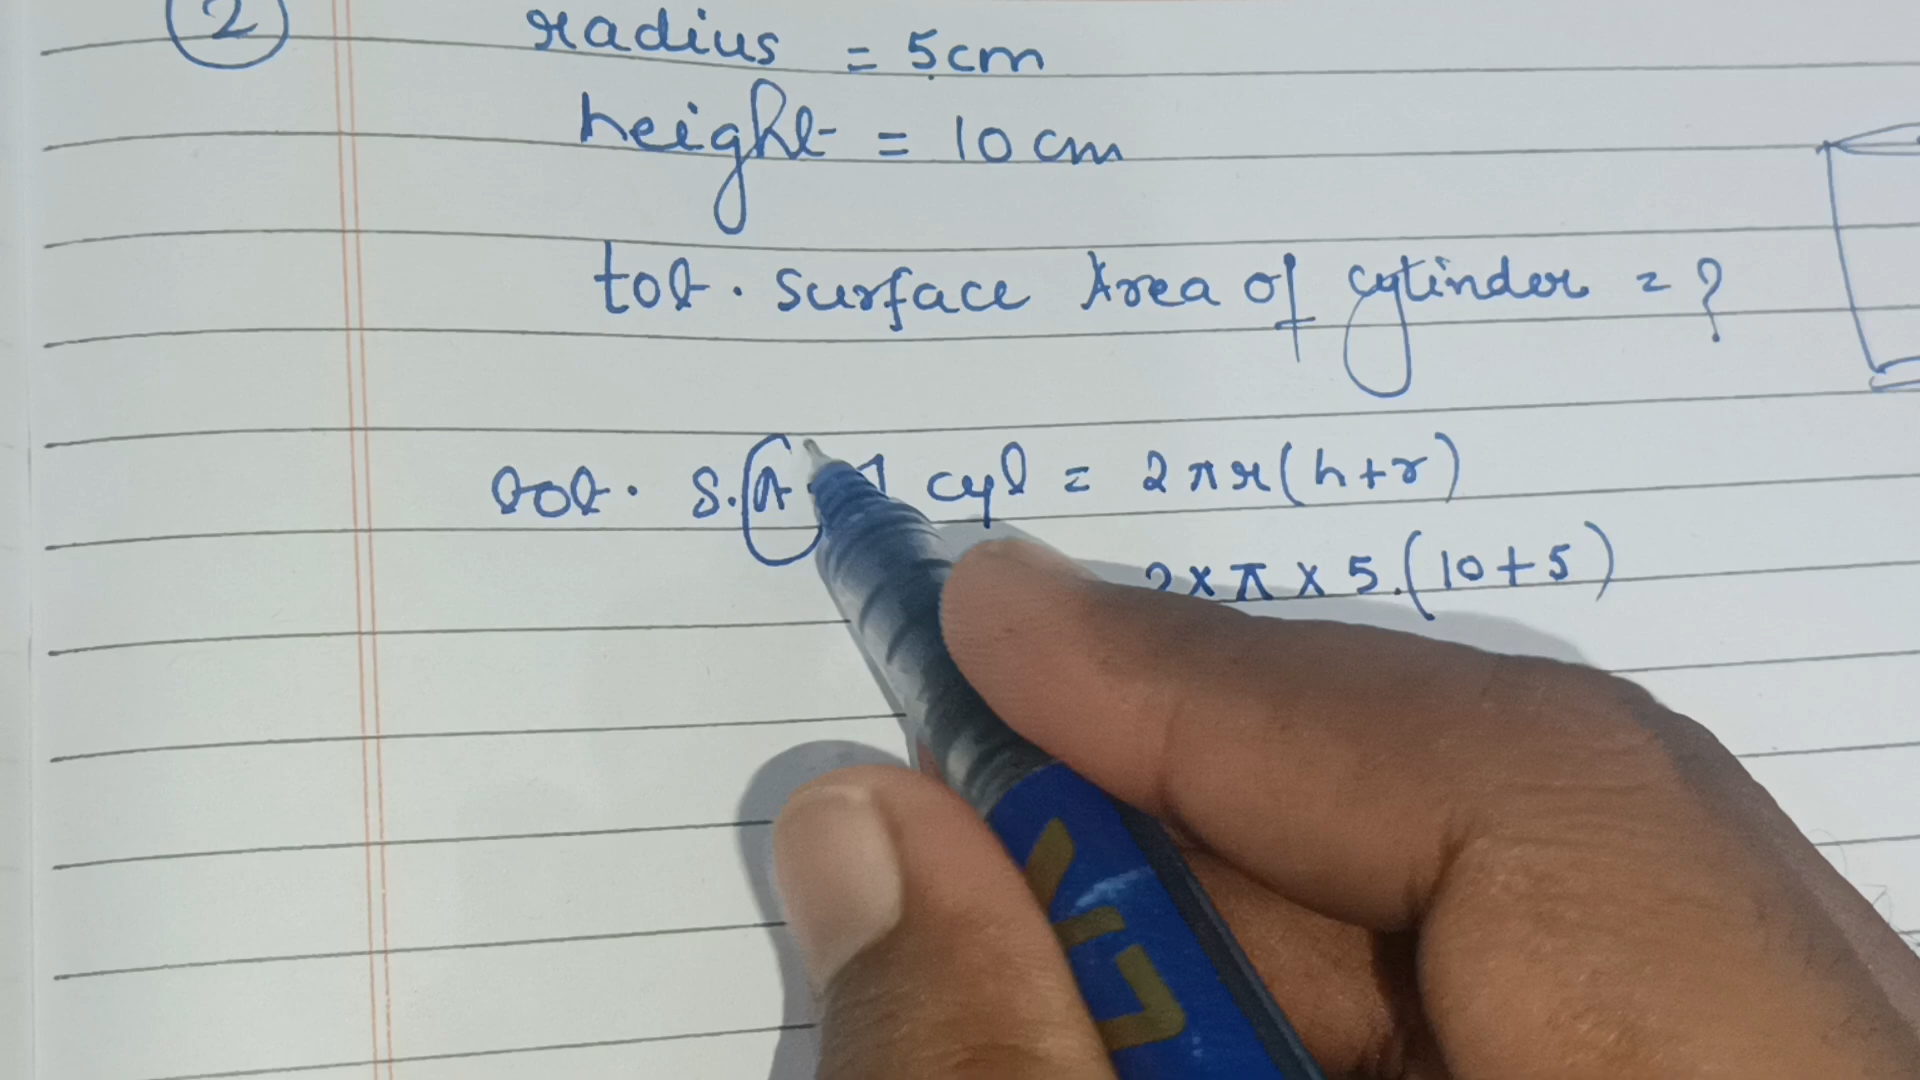 2 radius = 5cm
height = 10 cm
tot. surface Area of cylinder = ?
tot. S.A. cyl = 2πr(h+r)
2 x π x 5.(10+5)